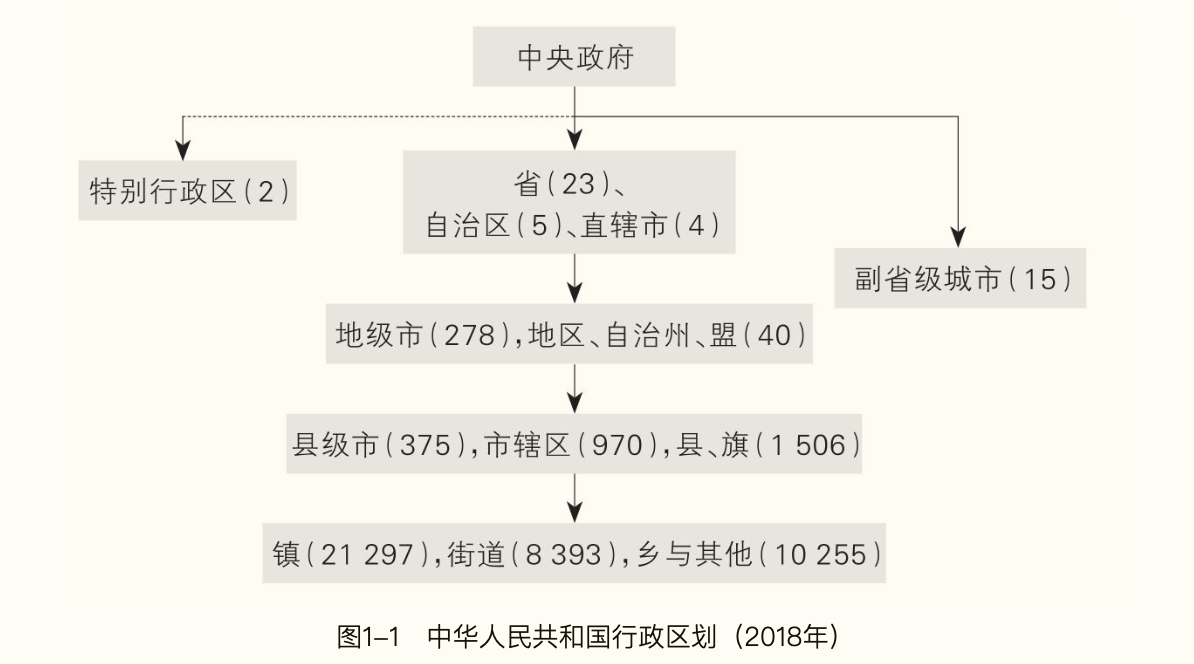 中央政府
特别行政区(2)
省(23)、
自治区(5)、直辖市(4)
副省级城市(15)
地级市(278),地区、自治州、盟(40)
县级市(375),市辖区(970),县、旗(1 506)
镇(21 297),街道(8 393),乡与其他(10 255)
图1–1 中华人民共和国行政区划（2018年）